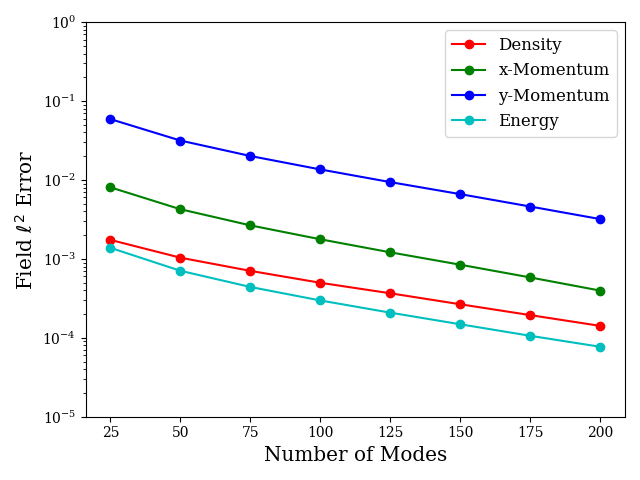 10⁰
10⁻¹
10⁻²
10⁻³
10⁻⁴
10⁻⁵
Field ℓ² Error
25 50 75 100 125 150 175 200
Number of Modes
Density
x-Momentum
y-Momentum
Energy